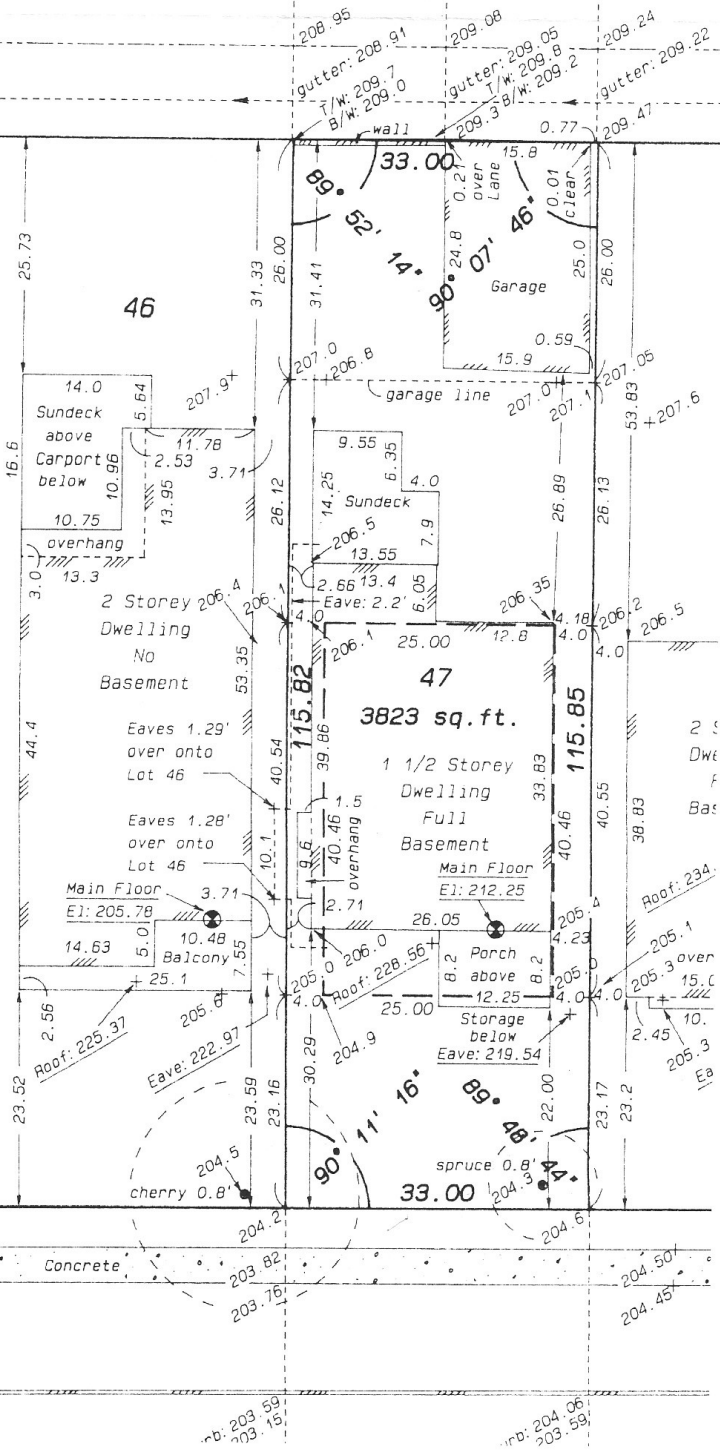 208.95
209.08
209.24
gutter: 208.91
gutter: 209.05
gutter: 209.22
T/W: 209.7
B/W: 209.0
T/W: 209.8
209.3 B/W: 209.2
209.47
wall
33.00
0.77
15.8
0.21
over
Lane
0.01
clear
89° 52' 14"
90° 07' 46"
25.73
31.33
26.00
31.41
24.8
25.0
26.00
46
Garage
53.83
0.59
15.9
207.0
206.8
207.05
207.9
garage line
207.0
207.1
207.6
14.0
5.64
Sundeck
above
Carport
below
16.6
10.96
11.78
2.53
3.71
13.95
10.75
overhang
3.0
13.3
9.55
6.35
14.25
4.0
Sundeck
7.9
26.12
26.89
26.13
206.5
13.55
2.66
13.4
6.05
Eave: 2.2'
206.4
206.1
4.0
206.1
206.35
4.18
4.0
206.2
4.0
206.5
2 Storey
Dwelling
No
Basement
53.35
44.4
25.00
12.8
47
3823 sq.ft.
115.82
115.85
39.86
40.54
1 1/2 Storey
Dwelling
Full
Basement
33.83
40.46
40.55
38.83
2 S
Dwe
F
Bas
Eaves 1.29'
over onto
Lot 46
Eaves 1.28'
over onto
Lot 46
10.1
1.5
9.6
40.46
overhang
Main Floor
El: 205.78
3.71
2.71
Main Floor
El: 212.25
Roof: 234.
26.05
205.4
4.23
205.1
10.48
Balcony
5.01
14.63
7.55
25.1
206.0
205.0
Roof: 228.56
8.2
Porch
above
8.2
205.0
205.3
over
15.0
2.56
Roof: 225.37
205.6
Eave: 222.97
4.0
25.00
12.25
4.0
4.0
10.
2.45
205.3
Ea
204.9
Storage
below
Eave: 219.54
23.52
23.59
23.16
30.29
22.00
23.17
23.2
90° 11' 16"
89° 48' 44"
204.5
cherry 0.8'
spruce 0.8'
204.3
33.00
204.2
204.6
Concrete
203.82
203.76
204.50
204.45
203.59
203.15
204.06
203.59